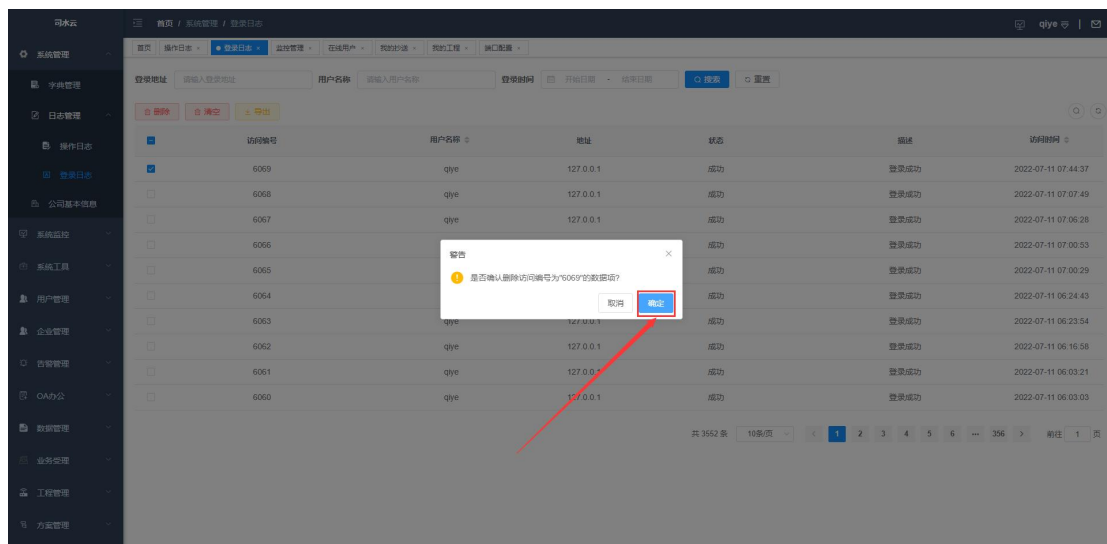 司水云
首页 / 系统管理 / 登录日志
qiye
系统管理
首页 操作日志 × 登录日志 × 监控管理 × 在线用户 × 我的抄送 × 我的工程 × 端口配置 ×
字典管理
登录地址 请输入登录地址 用户名称 请输入用户名称 登录时间 开始日期 - 结束日期 搜索 重置
日志管理
删除 清空 导出
操作日志
访问编号 用户名称 地址 状态 描述 访问时间
登录日志
6069 qiye 127.0.0.1 成功 登录成功 2022-07-11 07:44:37
公司基本信息
6068 qiye 127.0.0.1 成功 登录成功 2022-07-11 07:07:49
6067 qiye 127.0.0.1 成功 登录成功 2022-07-11 07:06:28
系统监控
6066 成功 登录成功 2022-07-11 07:00:53
警告
系统工具
6065 成功 登录成功 2022-07-11 07:00:29
是否确认删除访问编号为"6069"的数据项?
用户管理
6064 成功 登录成功 2022-07-11 06:24:43
取消 确定
6063 qiye 127.0.0.1 成功 登录成功 2022-07-11 06:23:54
企业管理
6062 qiye 127.0.0.1 成功 登录成功 2022-07-11 06:16:58
告警管理
6061 qiye 127.0.0.1 成功 登录成功 2022-07-11 06:03:21
OA办公
6060 qiye 127.0.0.1 成功 登录成功 2022-07-11 06:03:03
数据管理
共 3552 条 10条/页 < 1 2 3 4 5 6 ··· 356 > 前往 1 页
业务受理
工程管理
方案管理